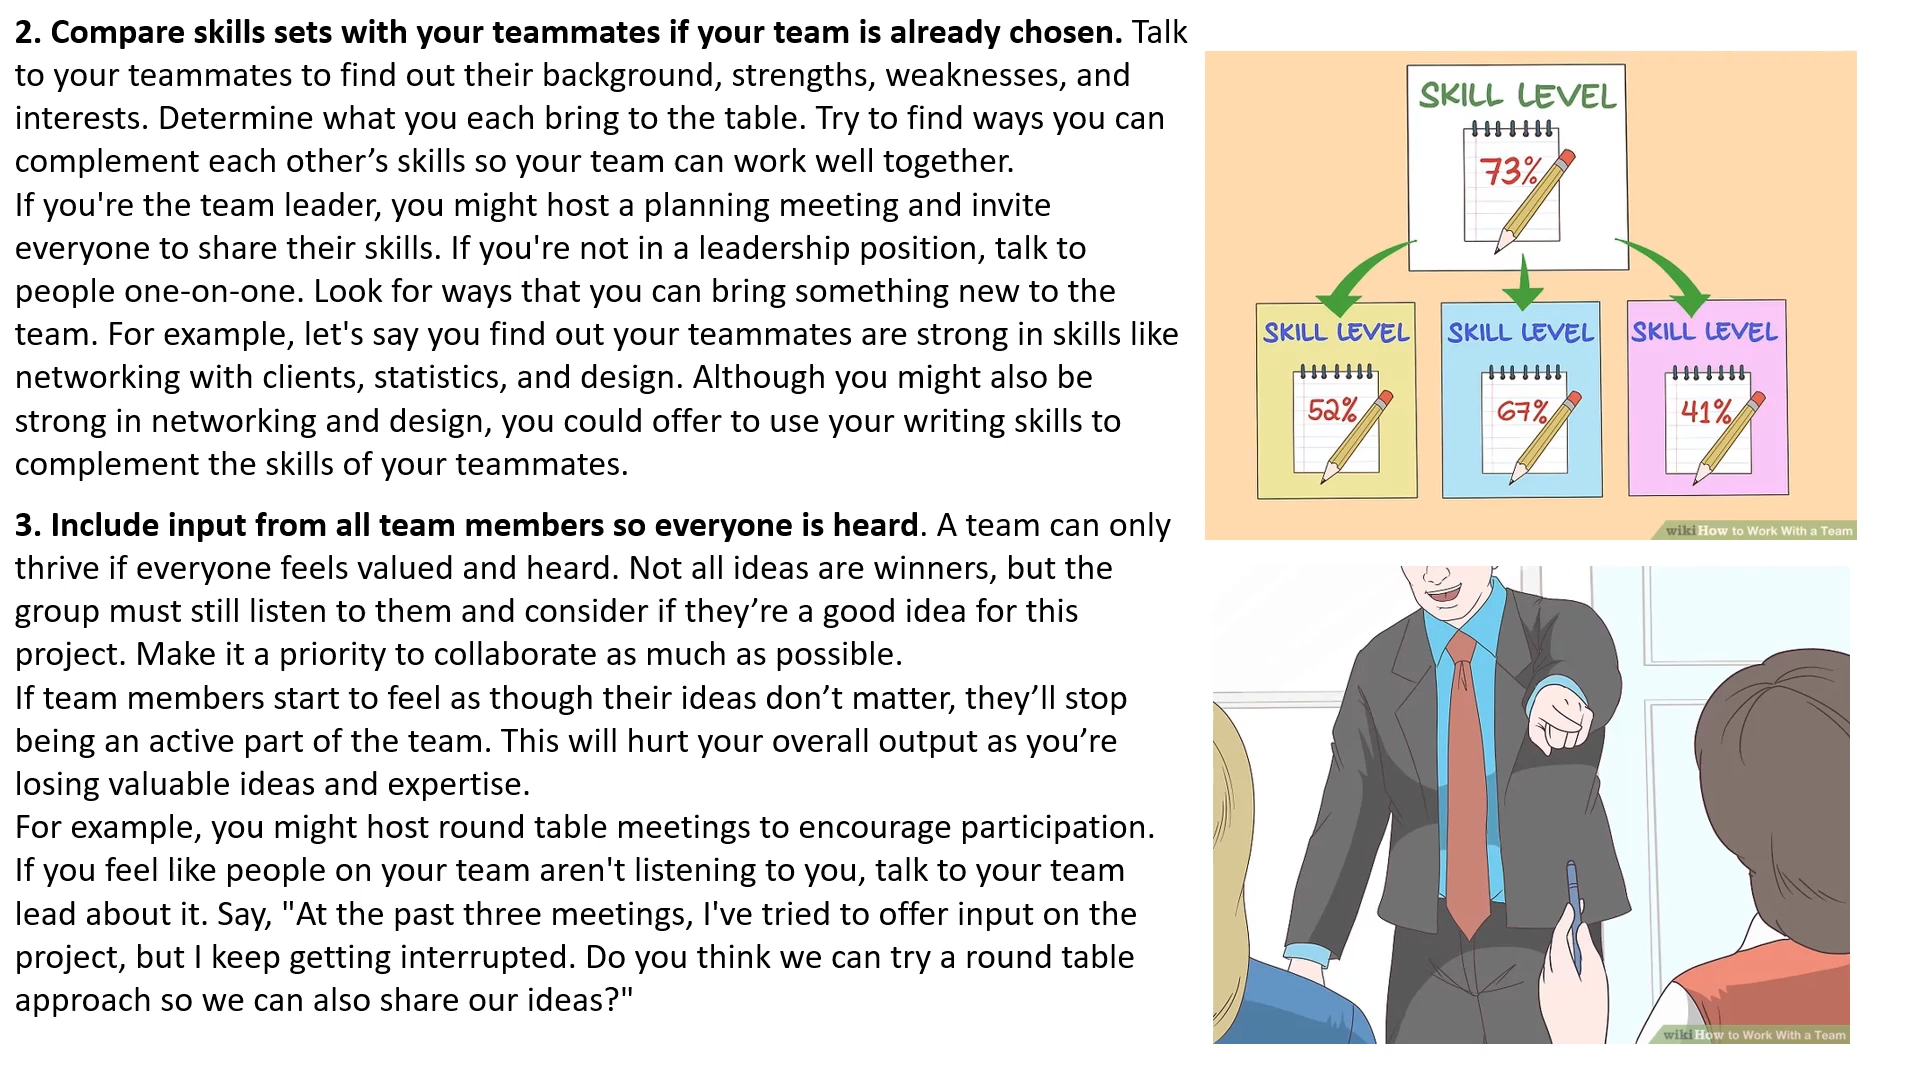 2. Compare skills sets with your teammates if your team is already chosen. Talk
to your teammates to find out their background, strengths, weaknesses, and
interests. Determine what you each bring to the table. Try to find ways you can
complement each other’s skills so your team can work well together.
If you're the team leader, you might host a planning meeting and invite
everyone to share their skills. If you're not in a leadership position, talk to
people one-on-one. Look for ways that you can bring something new to the
team. For example, let's say you find out your teammates are strong in skills like
networking with clients, statistics, and design. Although you might also be
strong in networking and design, you could offer to use your writing skills to
complement the skills of your teammates.
3. Include input from all team members so everyone is heard. A team can only
thrive if everyone feels valued and heard. Not all ideas are winners, but the
group must still listen to them and consider if they’re a good idea for this
project. Make it a priority to collaborate as much as possible.
If team members start to feel as though their ideas don’t matter, they’ll stop
being an active part of the team. This will hurt your overall output as you’re
losing valuable ideas and expertise.
For example, you might host round table meetings to encourage participation.
If you feel like people on your team aren't listening to you, talk to your team
lead about it. Say, "At the past three meetings, I've tried to offer input on the
project, but I keep getting interrupted. Do you think we can try a round table
approach so we can also share our ideas?"
SKILL LEVEL
73%
SKILL LEVEL
52%
SKILL LEVEL
67%
SKILL LEVEL
41%
wikiHow to Work With a Team
wikiHow to Work With a Team